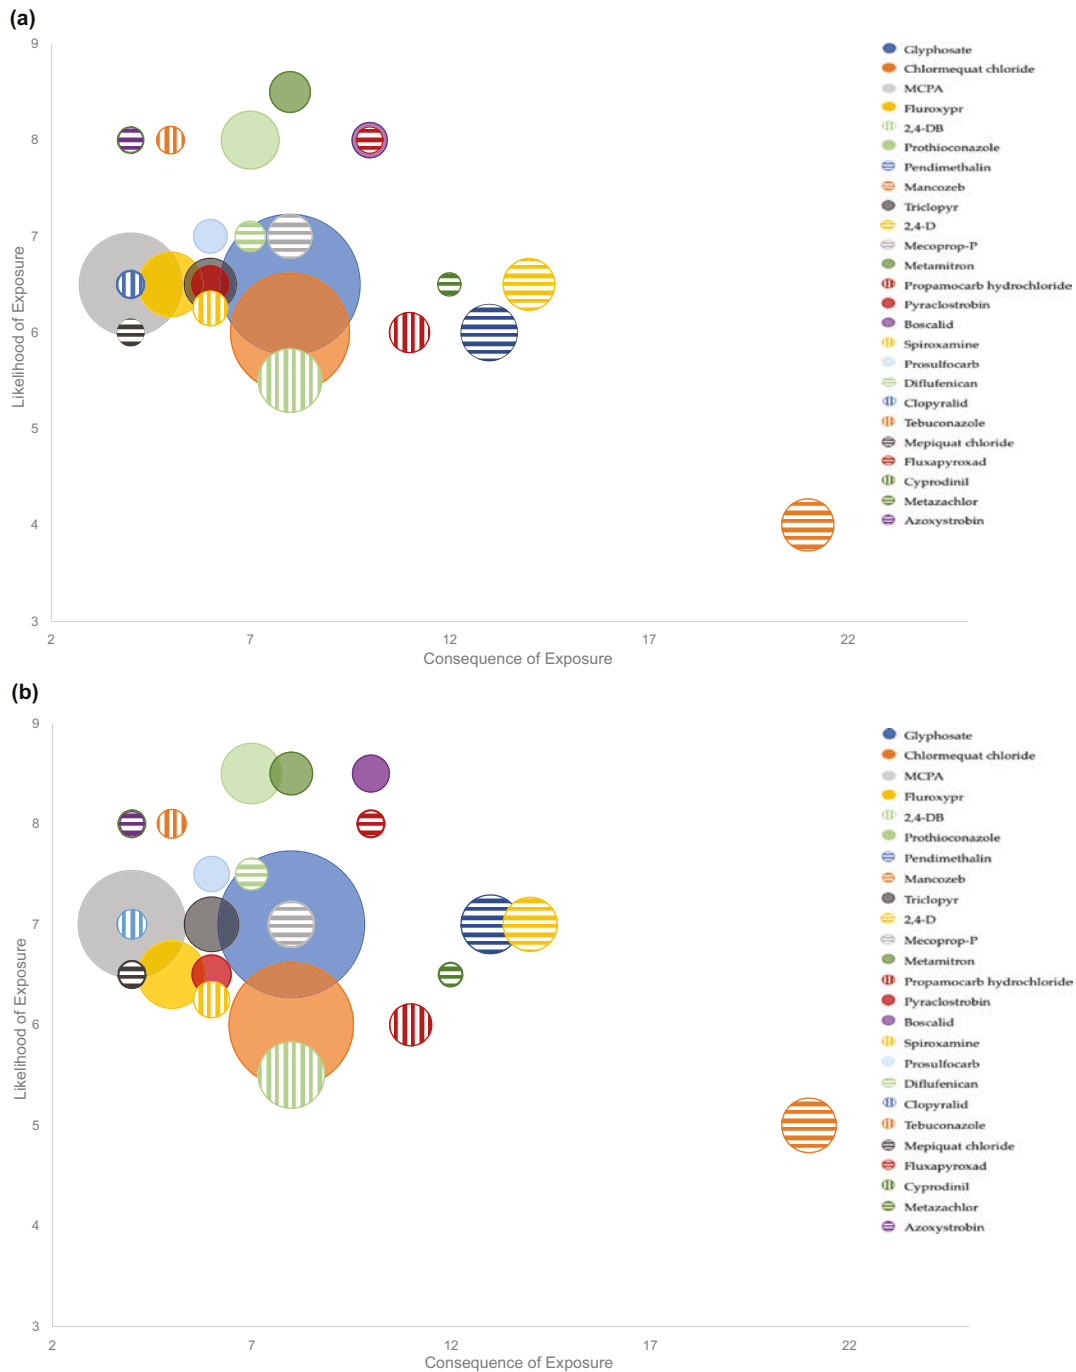 (a)
9
8
7
6
5
4
3
2
7
12
17
22
Likelihood of Exposure
Consequence of Exposure
Glyphosate
Chlormequat chloride
MCPA
Fluroxypr
2,4-DB
Prothioconazole
Pendimethalin
Mancozeb
Triclopyr
2,4-D
Mecoprop-P
Metamitron
Propamocarb hydrochloride
Pyraclostrobin
Boscalid
Spiroxamine
Prosulfocarb
Diflufenican
Clopyralid
Tebuconazole
Mepiquat chloride
Fluxapyroxad
Cyprodinil
Metazachlor
Azoxystrobin
(b)
9
8
7
6
5
4
3
2
7
12
17
22
Likelihood of Exposure
Consequence of Exposure
Glyphosate
Chlormequat chloride
MCPA
Fluroxypr
2,4-DB
Prothioconazole
Pendimethalin
Mancozeb
Triclopyr
2,4-D
Mecoprop-P
Metamitron
Propamocarb hydrochloride
Pyraclostrobin
Boscalid
Spiroxamine
Prosulfocarb
Diflufenican
Clopyralid
Tebuconazole
Mepiquat chloride
Fluxapyroxad
Cyprodinil
Metazachlor
Azoxystrobin